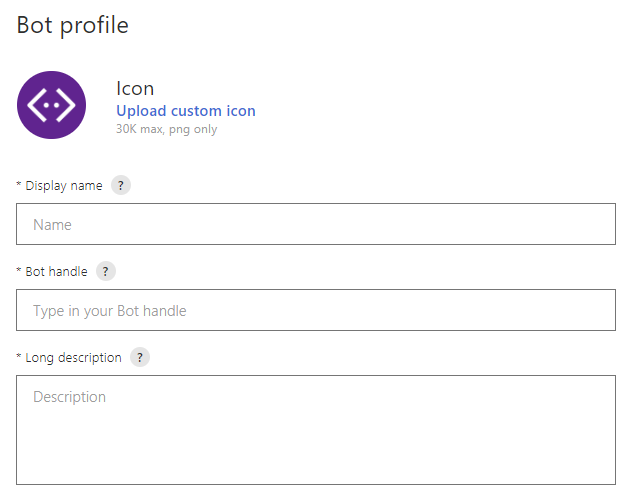 Bot profile
Icon
Upload custom icon
30K max, png only
* Display name ?
Name
* Bot handle ?
Type in your Bot handle
* Long description ?
Description